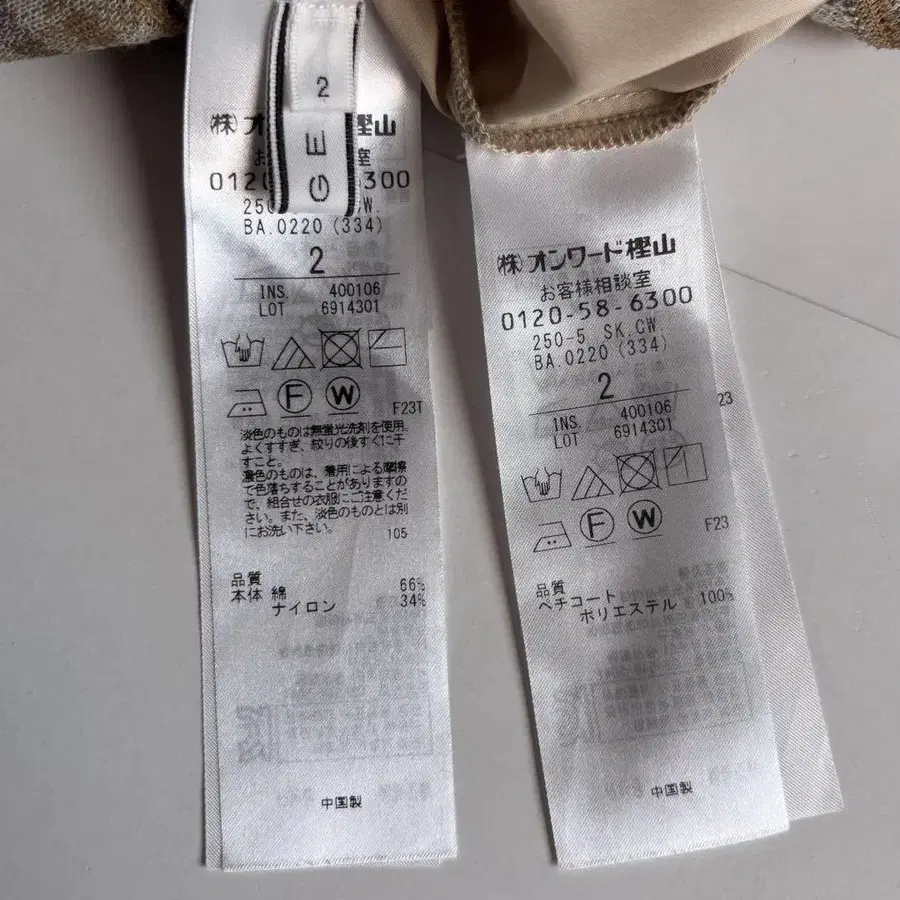 2
GE
㈱オ 樫山
お 室
012 6300
250 CW.
BA.0220 (334)
2
INS. 400106
LOT 6914301
F W
F23T
淡色のものは無蛍光洗剤を使用。
よくすすぎ、絞りの後すぐに干
すこと。
濃色のものは、着用による摩擦
で色落ちすることがありますの
で、組合せの衣服にご注意くだ
さい。また、淡色のものとは別
にお洗い下さい。
105
品質
本体 綿 66%
ナイロン 34%
中国製
㈱オンワード樫山
お客様相談室
0120-58-6300
250-5. SK.CW.
BA.0220 (334)
2
INS. 400106
LOT 6914301
F W
F23
品質
ペチコート
ポリエステル 100%
中国製
23